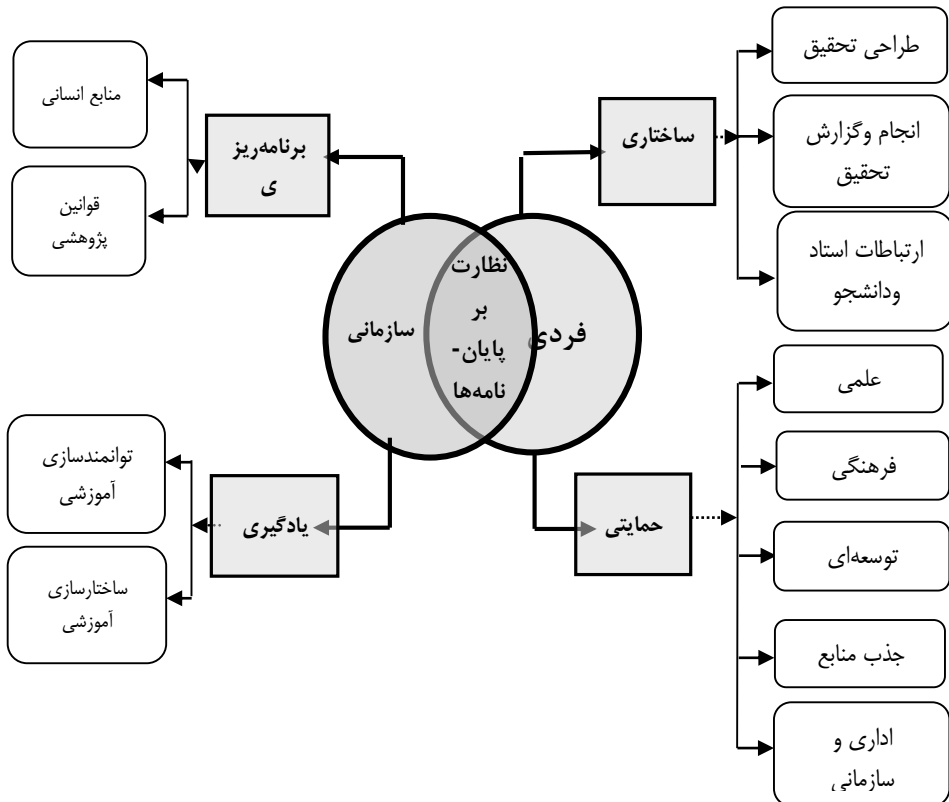 طراحی تحقیق
انجام وگزارش
تحقیق
ارتباطات استاد
ودانشجو
ساختاری
برنامه‌ریز
ی
منابع انسانی
قوانین
پژوهشی
نظارت
بر
پایان-
نامه‌ها
فردی
سازمانی
علمی
فرهنگی
توسعه‌ای
جذب منابع
اداری و
سازمانی
حمایتی
یادگیری
توانمندسازی
آموزشی
ساختارسازی
آموزشی